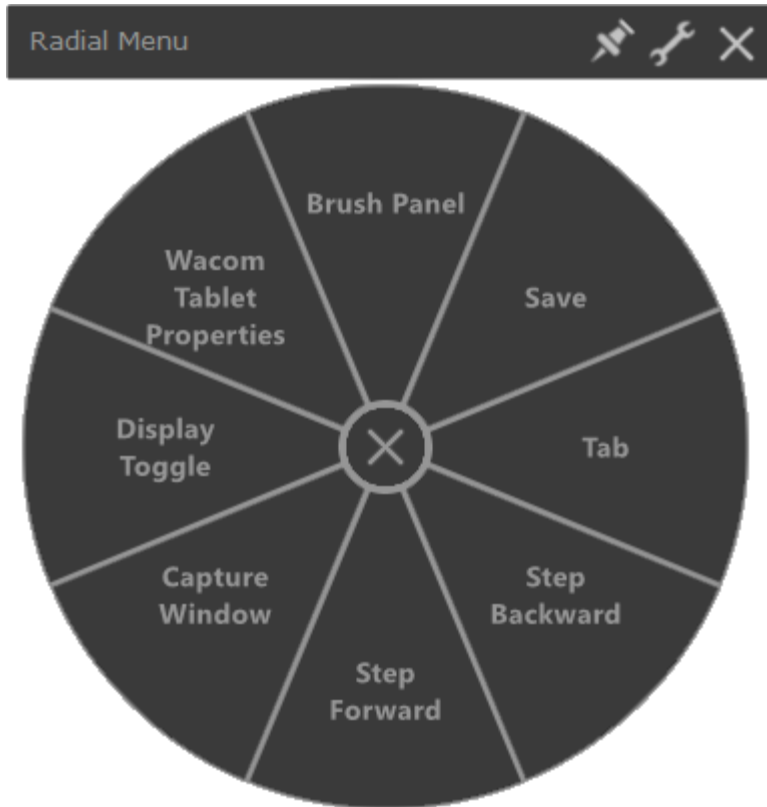 Radial Menu
Brush Panel
Wacom
Tablet
Properties
Save
Display
Toggle
Tab
Capture
Window
Step
Backward
Step
Forward